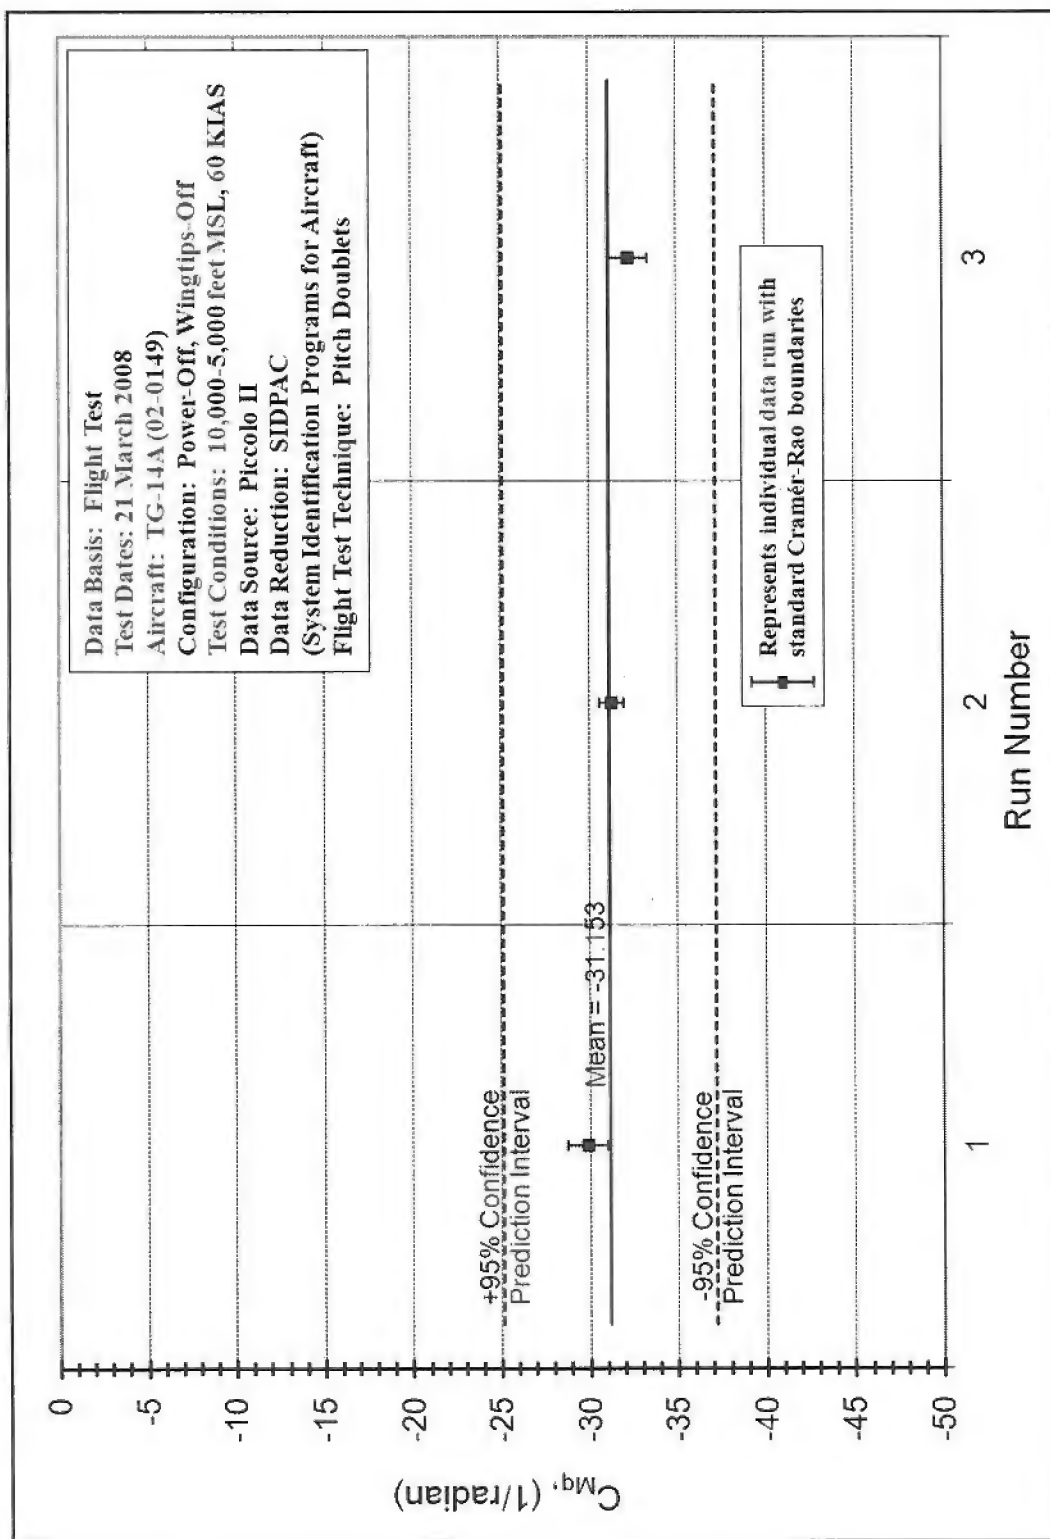 Data Basis: Flight Test
Test Dates: 21 March 2008
Aircraft: TG-14A (02-0149)
Configuration: Power-Off, Wingtips-Off
Test Conditions: 10,000-5,000 feet MSL, 60 KIAS
Data Source: Piccolo II
Data Reduction: SIDPAC
(System Identification Programs for Aircraft)
Flight Test Technique: Pitch Doublets
0
-5
-10
-15
-20
-25
-30
-35
-40
-45
-50
CMq, (1/radian)
+95% Confidence
Prediction Interval
Mean = -31.153
-95% Confidence
Prediction Interval
Represents individual data run with
standard Cramér-Rao boundaries
1
2
3
Run Number